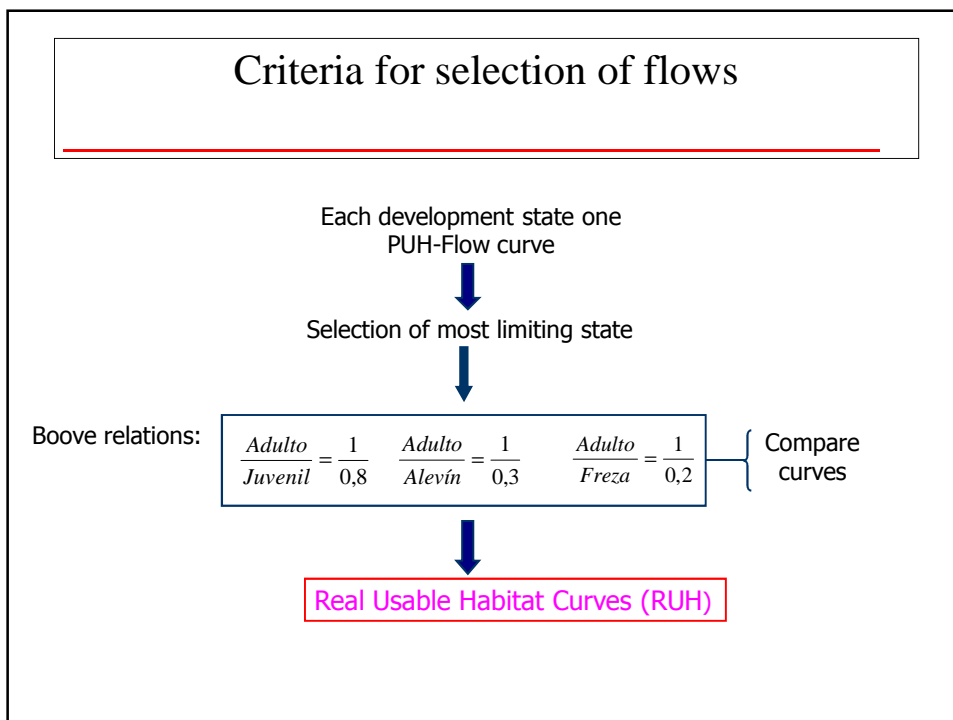 Criteria for selection of flows
Each development state one
PUH-Flow curve
Selection of most limiting state
Boove relations:
Adulto/Juvenil = 1/0,8 Adulto/Alevín = 1/0,3 Adulto/Freza = 1/0,2
Compare
curves
Real Usable Habitat Curves (RUH)